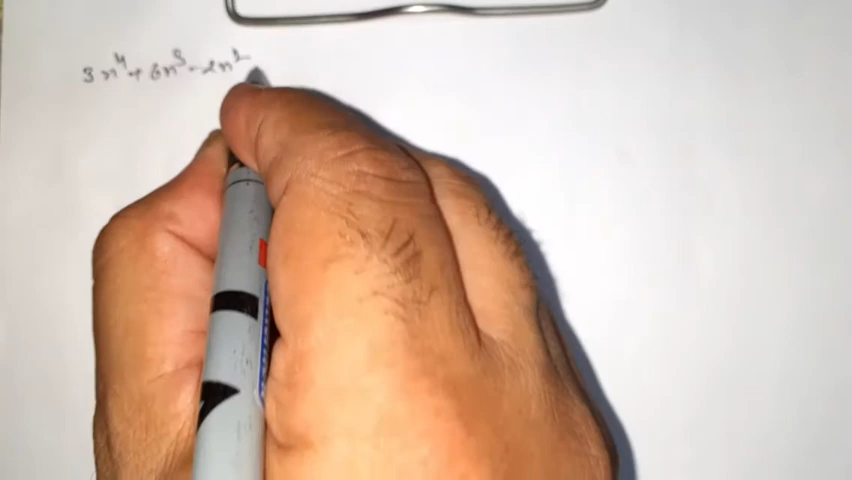 3x⁴ + 6x³ - 2x²